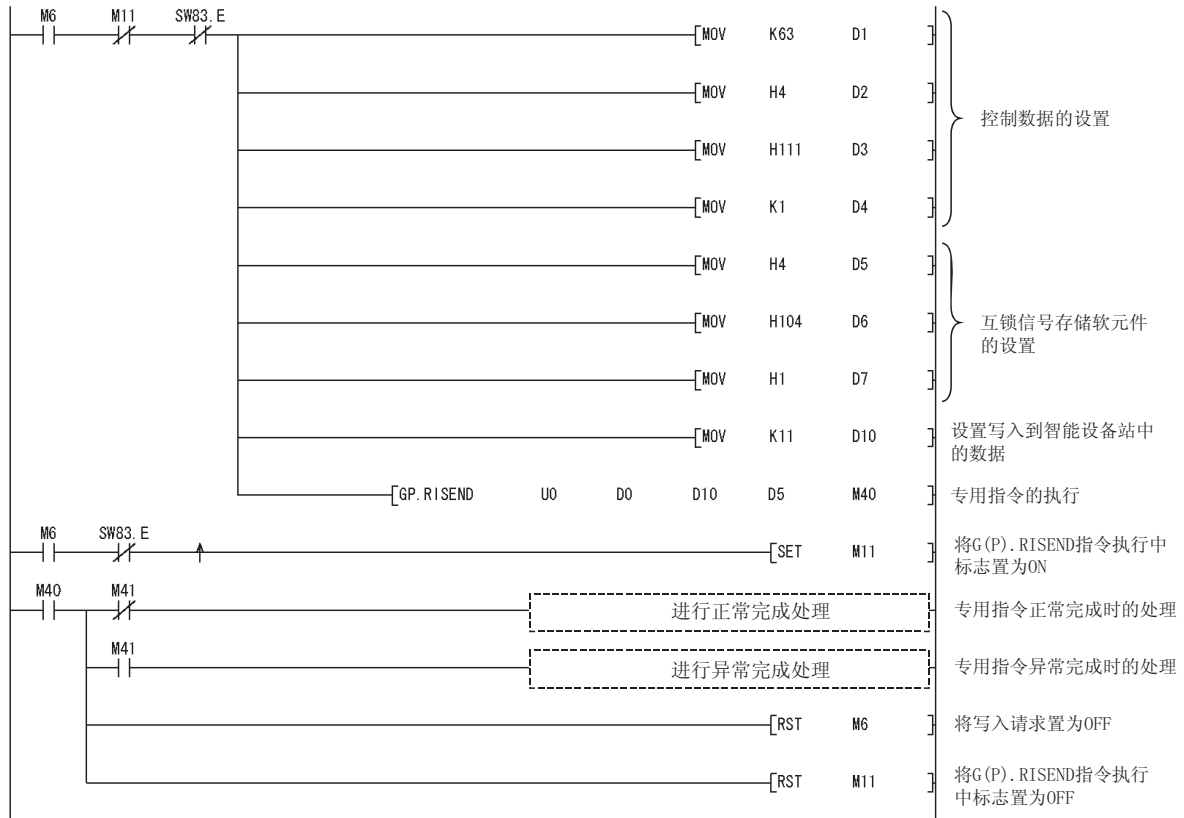 M6 M11 SW83.E
[MOV K63 D1 ]
[MOV H4 D2 ]
控制数据的设置
[MOV H111 D3 ]
[MOV K1 D4 ]
[MOV H4 D5 ]
[MOV H104 D6 ]
互锁信号存储软元件
的设置
[MOV H1 D7 ]
[MOV K11 D10 ]
设置写入到智能设备站中
的数据
[GP.RISEND U0 D0 D10 D5 M40 ]
专用指令的执行
M6 SW83.E
[SET M11 ]
将G(P).RISEND指令执行中
标志置为ON
M40 M41
进行正常完成处理
专用指令正常完成时的处理
M41
进行异常完成处理
专用指令异常完成时的处理
[RST M6 ]
将写入请求置为OFF
[RST M11 ]
将G(P).RISEND指令执行
中标志置为OFF